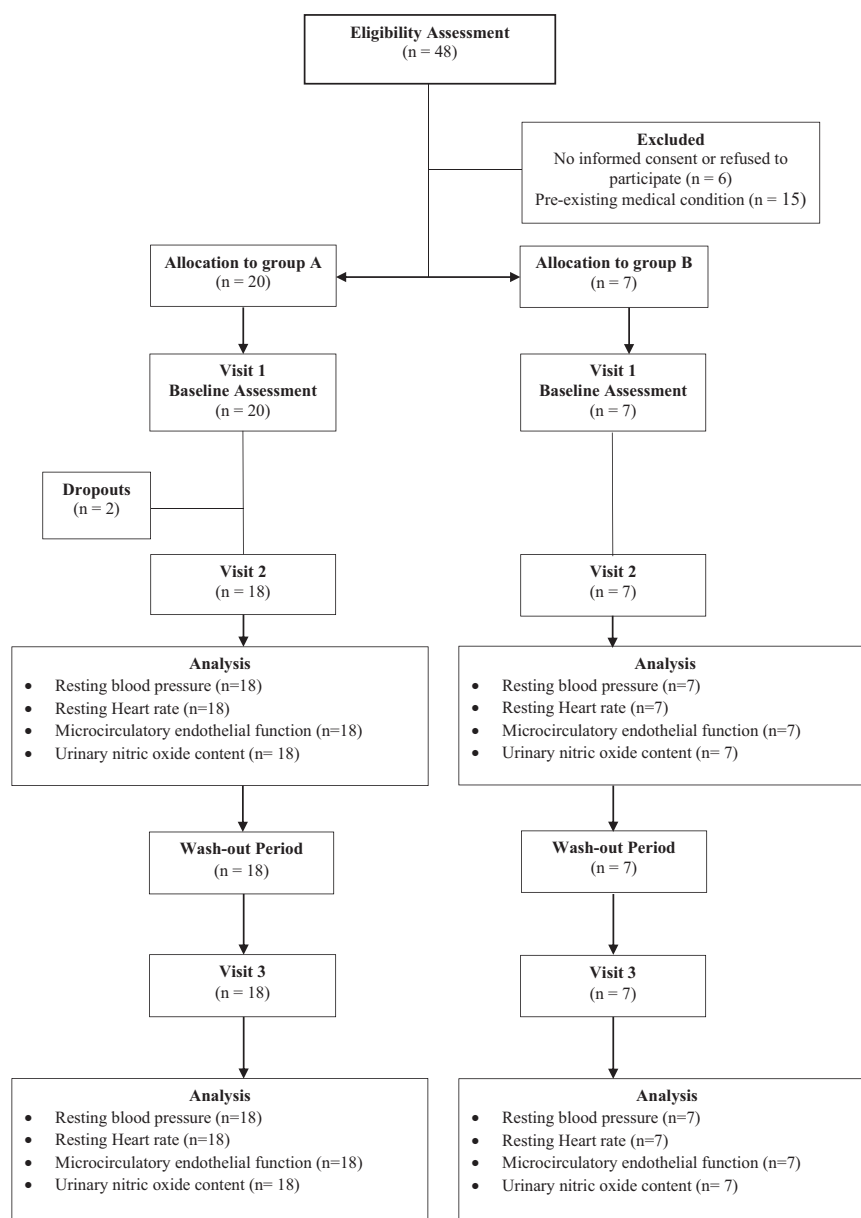 Eligibility Assessment
(n = 48)
Excluded
No informed consent or refused to
participate (n = 6)
Pre-existing medical condition (n = 15)
Allocation to group A
(n = 20)
Allocation to group B
(n = 7)
Visit 1
Baseline Assessment
(n = 20)
Visit 1
Baseline Assessment
(n = 7)
Dropouts
(n = 2)
Visit 2
(n = 18)
Visit 2
(n = 7)
Analysis
• Resting blood pressure (n=18)
• Resting Heart rate (n=18)
• Microcirculatory endothelial function (n=18)
• Urinary nitric oxide content (n= 18)
Analysis
• Resting blood pressure (n=7)
• Resting Heart rate (n=7)
• Microcirculatory endothelial function (n=7)
• Urinary nitric oxide content (n= 7)
Wash-out Period
(n = 18)
Wash-out Period
(n = 7)
Visit 3
(n = 18)
Visit 3
(n = 7)
Analysis
• Resting blood pressure (n=18)
• Resting Heart rate (n=18)
• Microcirculatory endothelial function (n=18)
• Urinary nitric oxide content (n= 18)
Analysis
• Resting blood pressure (n=7)
• Resting Heart rate (n=7)
• Microcirculatory endothelial function (n=7)
• Urinary nitric oxide content (n= 7)